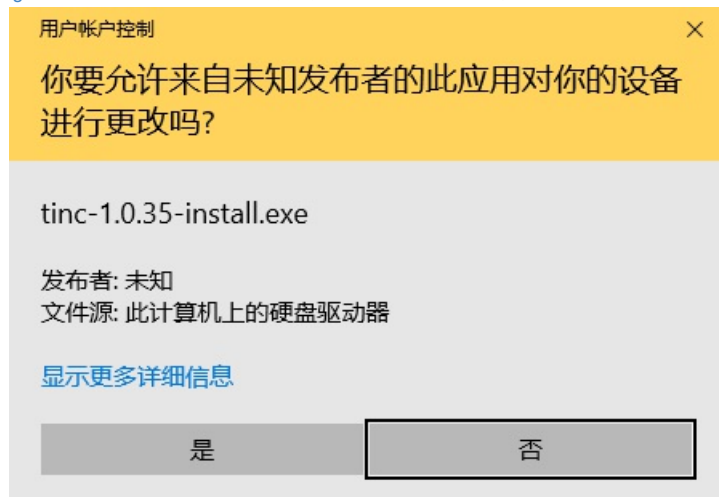 用户帐户控制
你要允许来自未知发布者的此应用对你的设备
进行更改吗?
tinc-1.0.35-install.exe
发布者: 未知
文件源: 此计算机上的硬盘驱动器
显示更多详细信息
是
否